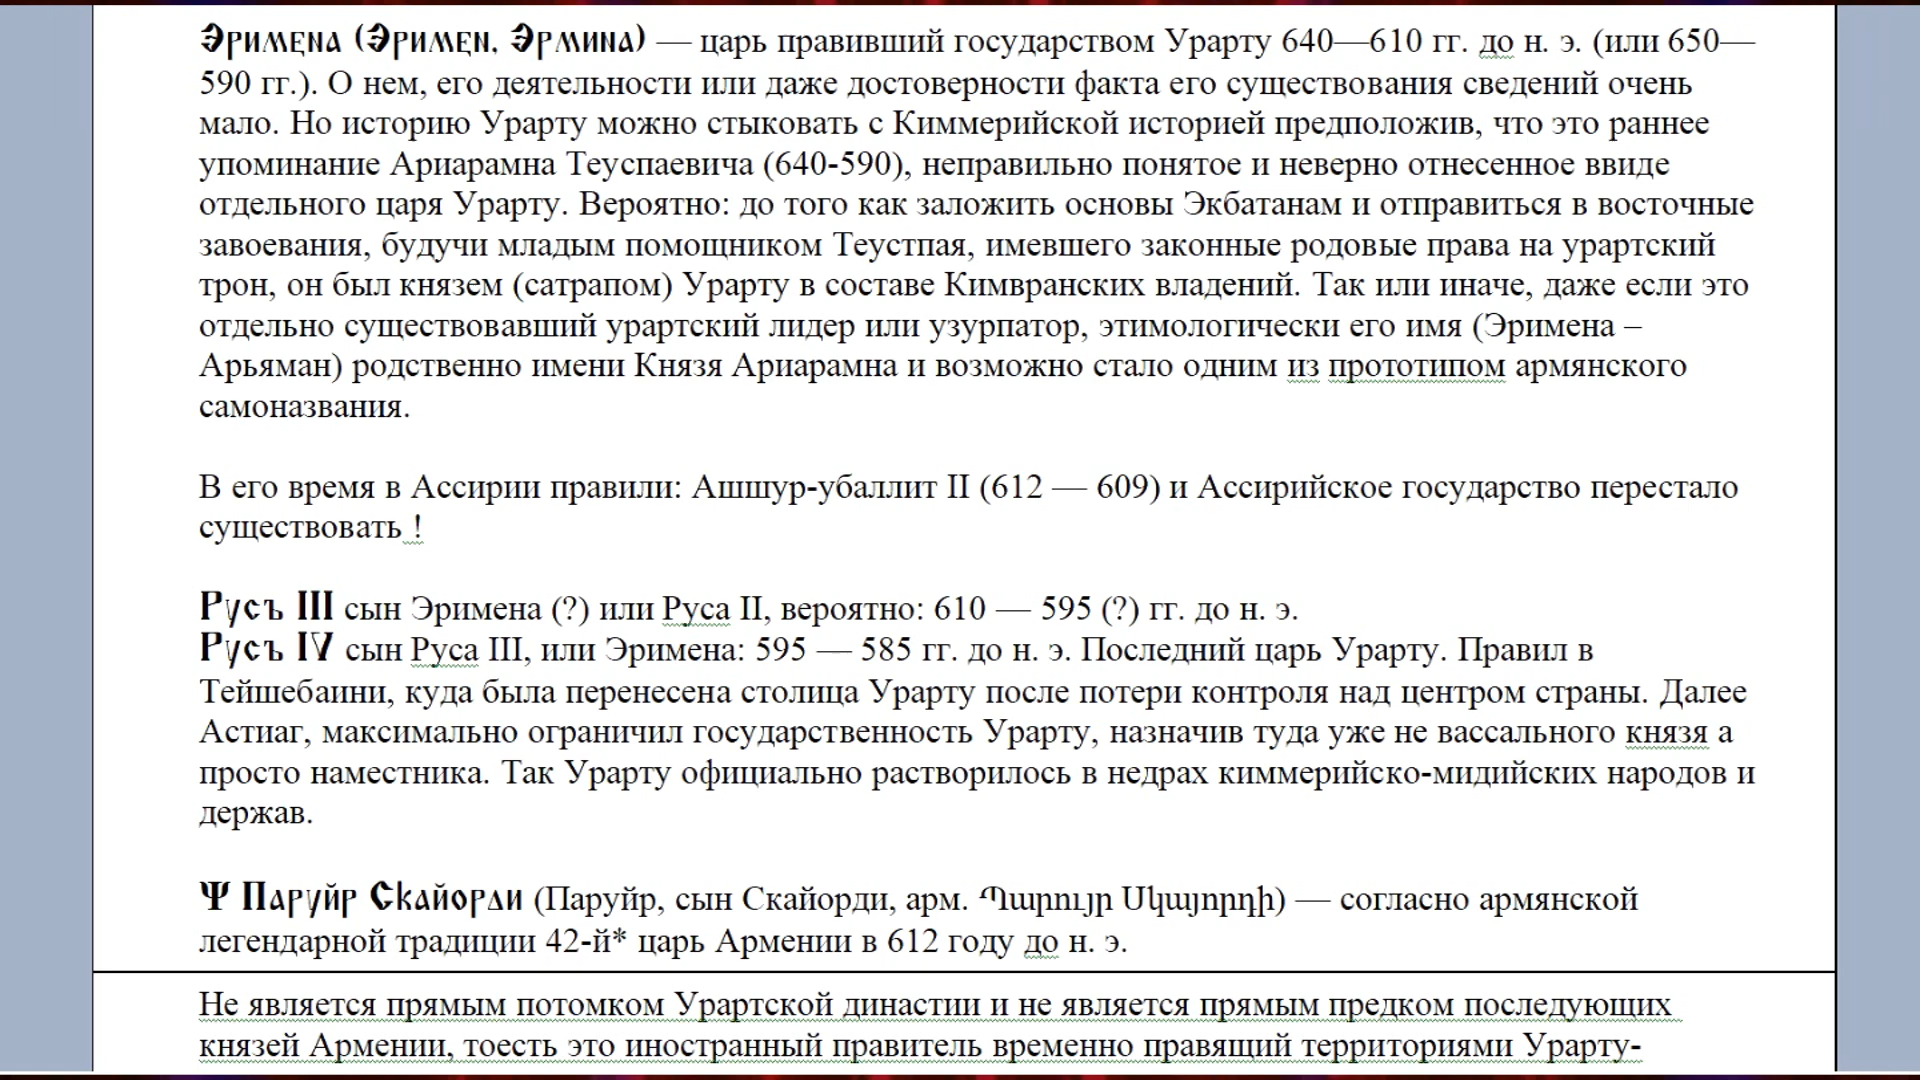 Эримена (Эримен, Эрмина) — царь правивший государством Урарту 640—610 гг. до н. э. (или 650—
590 гг.). О нем, его деятельности или даже достоверности факта его существования сведений очень
мало. Но историю Урарту можно стыковать с Киммерийской историей предположив, что это раннее
упоминание Ариарамна Теуспаевича (640-590), неправильно понятое и неверно отнесенное ввиде
отдельного царя Урарту. Вероятно: до того как заложить основы Экбатанам и отправиться в восточные
завоевания, будучи младым помощником Теустпая, имевшего законные родовые права на урартский
трон, он был князем (сатрапом) Урарту в составе Кимвранских владений. Так или иначе, даже если это
отдельно существовавший урартский лидер или узурпатор, этимологически его имя (Эримена –
Арьяман) родственно имени Князя Ариарамна и возможно стало одним из прототипом армянского
самоназвания.
В его время в Ассирии правили: Ашшур-убаллит II (612 — 609) и Ассирийское государство перестало
существовать !
Русъ III сын Эримена (?) или Руса II, вероятно: 610 — 595 (?) гг. до н. э.
Русъ IV сын Руса III, или Эримена: 595 — 585 гг. до н. э. Последний царь Урарту. Правил в
Тейшебаини, куда была перенесена столица Урарту после потери контроля над центром страны. Далее
Астиаг, максимально ограничил государственность Урарту, назначив туда уже не вассального князя а
просто наместника. Так Урарту официально растворилось в недрах киммерийско-мидийских народов и
держав.
Ѱ Паруйр Скайорди (Паруйр, сын Скайорди, арм. Պարույր Սկայորդի) — согласно армянской
легендарной традиции 42-й* царь Армении в 612 году до н. э.
Не является прямым потомком Урартской династии и не является прямым предком последующих
князей Армении, тоесть это иностранный правитель временно правящий территориями Урарту-